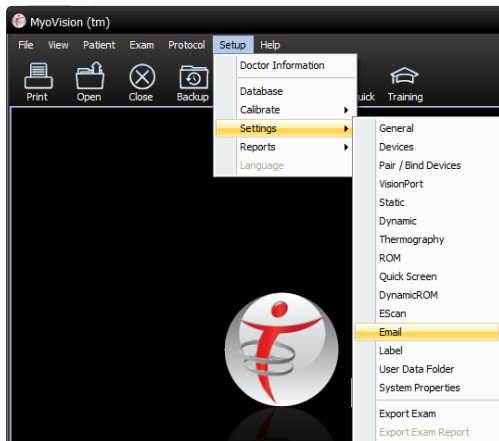 MyoVision (tm)
File View Patient Exam Protocol Setup Help
Print Open Close Backup uick Training
Doctor Information
Database
Calibrate
Settings
Reports
Language
General
Devices
Pair / Bind Devices
VisionPort
Static
Dynamic
Thermography
ROM
Quick Screen
DynamicROM
EScan
Email
Label
User Data Folder
System Properties
Export Exam
Export Exam Report